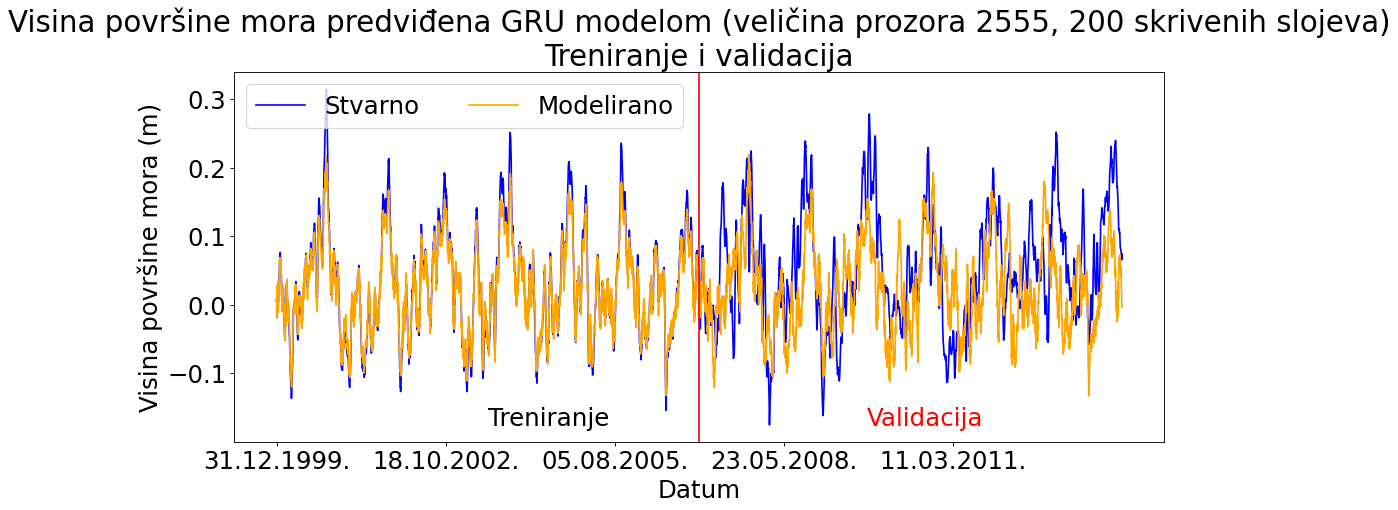 Visina površine mora predviđena GRU modelom (veličina prozora 2555, 200 skrivenih slojeva)
Treniranje i validacija
Stvarno Modelirano
Visina površine mora (m)
0.3
0.2
0.1
0.0
−0.1
Treniranje Validacija
31.12.1999. 18.10.2002. 05.08.2005. 23.05.2008. 11.03.2011.
Datum